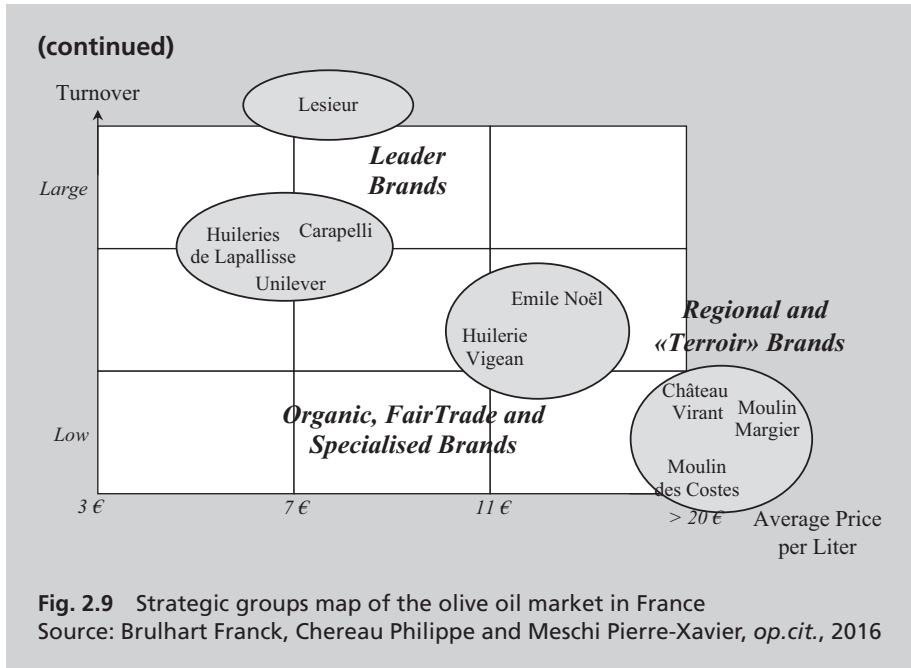 (continued)
Turnover
Lesieur
Leader
Brands
Large
Huileries
de Lapallisse
Carapelli
Unilever
Emile Noël
Huilerie
Vigean
Regional and
«Terroir» Brands
Château
Virant
Moulin
Margier
Moulin
des Costes
Organic, FairTrade and
Specialised Brands
Low
3 €
7 €
11 €
> 20 €
Average Price
per Liter
Fig. 2.9 Strategic groups map of the olive oil market in France
Source: Brulhart Franck, Chereau Philippe and Meschi Pierre-Xavier, op.cit., 2016